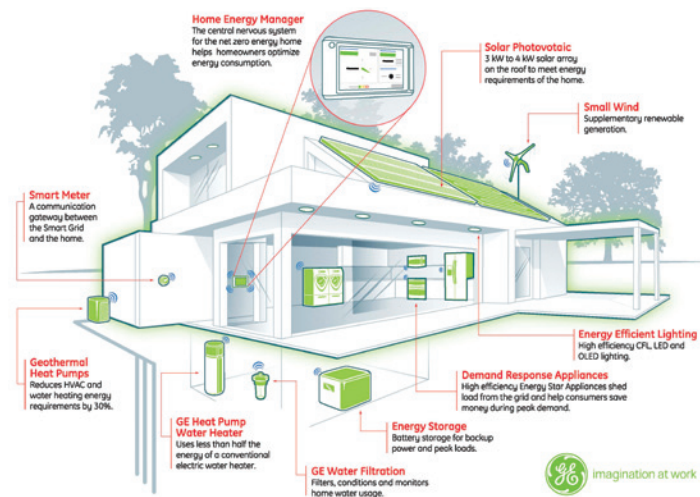 Home Energy Manager
The central nervous system
for the net zero energy home
helps homeowners optimize
energy consumption.
Solar Photovotaic
3 kW to 4 kW solar array
on the roof to meet energy
requirements of the home.
Small Wind
Supplementary renewable
generation.
Smart Meter
A communication
gateway between
the Smart Grid
and the home.
Geothermal
Heat Pumps
Reduces HVAC and
water heating energy
requirements by 30%.
GE Heat Pump
Water Heater
Uses less than half the
energy of a conventional
electric water heater.
GE Water Filtration
Filters, conditions and monitors
home water usage.
Energy Storage
Battery storage for backup
power and peak loads.
Demand Response Appliances
High efficiency Energy Star Appliances shed
load from the grid and help consumers save
money during peak demand.
Energy Efficient Lighting
High efficiency CFL, LED and
OLED lighting.
GE
imagination at work